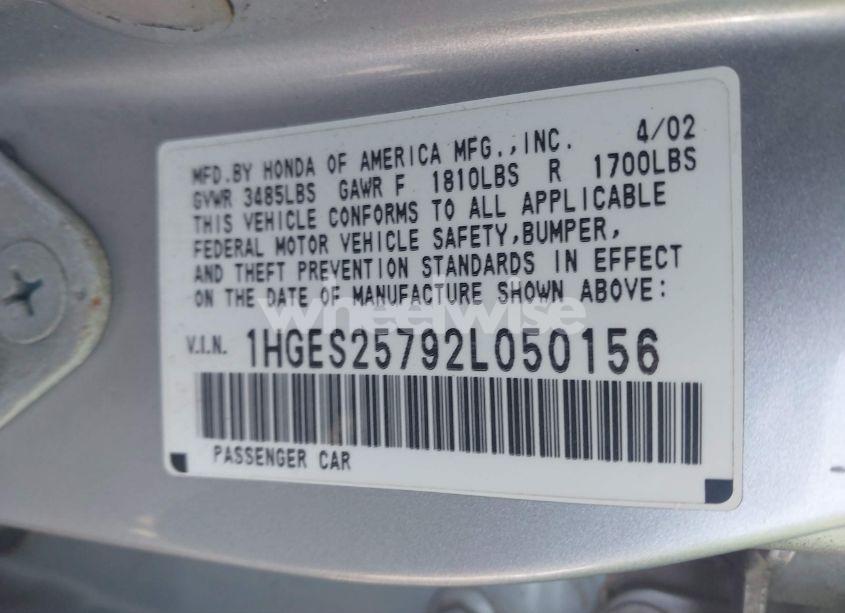 MFD.BY HONDA OF AMERICA MFG.,INC. 4/02
GVWR 3485LBS GAWR F 1810LBS R 1700LBS
THIS VEHICLE CONFORMS TO ALL APPLICABLE
FEDERAL MOTOR VEHICLE SAFETY,BUMPER,
AND THEFT PREVENTION STANDARDS IN EFFECT
ON THE DATE OF MANUFACTURE SHOWN ABOVE:
wheelwise
V.I.N. 1HGES25792L050156
PASSENGER CAR